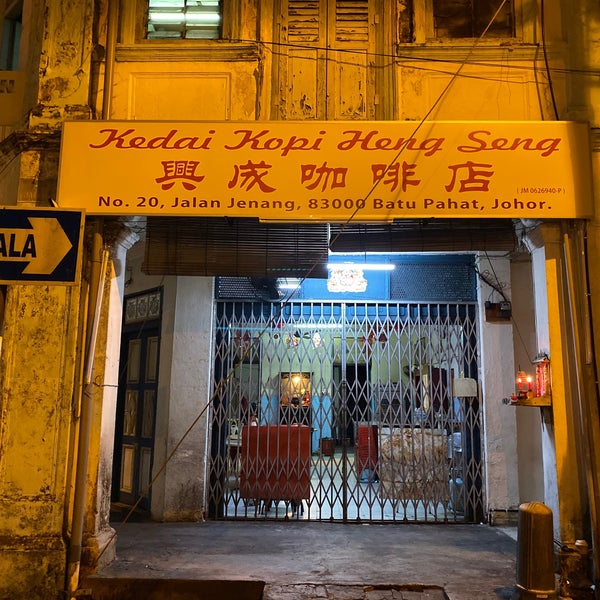 Kedai Kopi Heng Seng
興成咖啡店
( JM 0626940-P )
No. 20, Jalan Jenang, 83000 Batu Pahat, Johor.
ALA